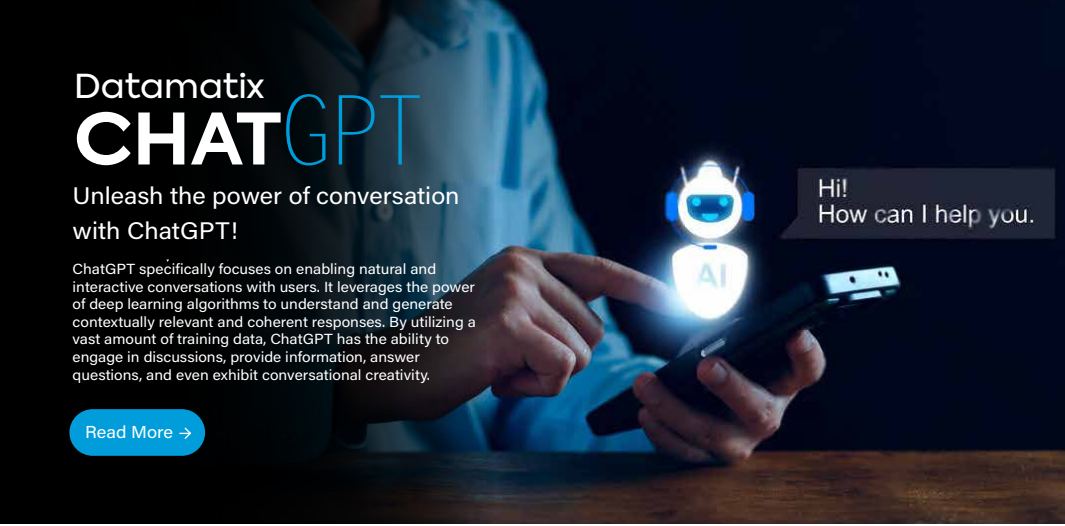 Datamatix
CHATGPT
Unleash the power of conversation
with ChatGPT!
ChatGPT specifically focuses on enabling natural and
interactive conversations with users. It leverages the power
of deep learning algorithms to understand and generate
contextually relevant and coherent responses. By utilizing a
vast amount of training data, ChatGPT has the ability to
engage in discussions, provide information, answer
questions, and even exhibit conversational creativity.
Read More →
Hi!
How can I help you.
AI